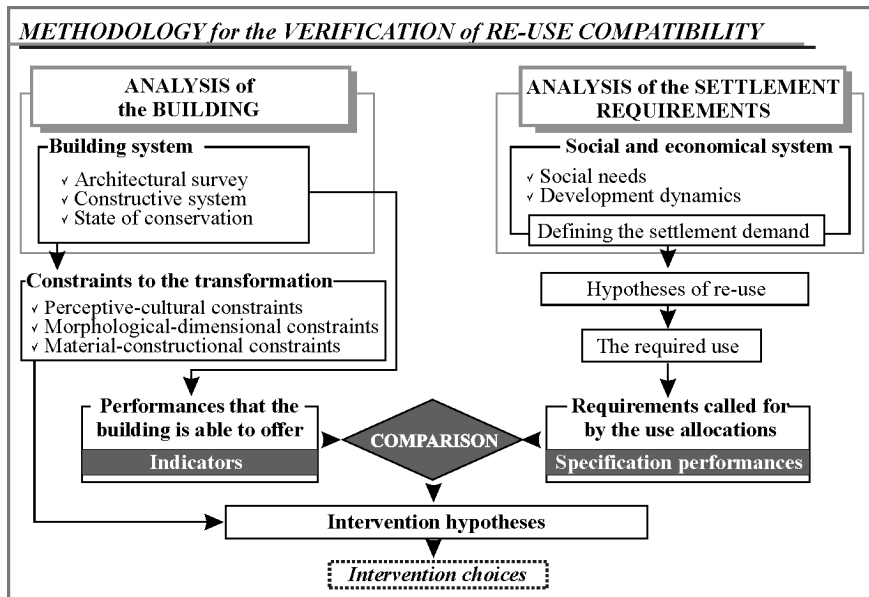 METHODOLOGY for the VERIFICATION of RE-USE COMPATIBILITY
ANALYSIS of
the BUILDING
Building system
✓ Architectural survey
✓ Constructive system
✓ State of conservation
Constraints to the transformation
✓ Perceptive-cultural constraints
✓ Morphological-dimensional constraints
✓ Material-constructional constraints
Performances that the
building is able to offer
Indicators
ANALYSIS of the SETTLEMENT
REQUIREMENTS
Social and economical system
✓ Social needs
✓ Development dynamics
Defining the settlement demand
Hypotheses of re-use
The required use
Requirements called for
by the use allocations
Specification performances
COMPARISON
Intervention hypotheses
Intervention choices